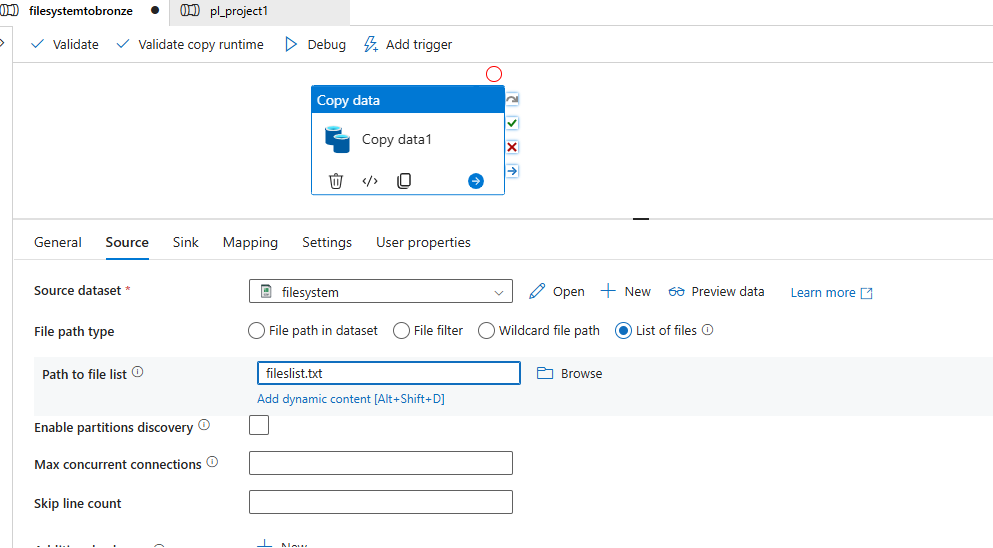 filesystemtobronze pl_project1
Validate Validate copy runtime Debug Add trigger
Copy data
Copy data1
General Source Sink Mapping Settings User properties
Source dataset * filesystem Open New Preview data Learn more
File path type File path in dataset File filter Wildcard file path List of files
Path to file list fileslist.txt Browse
Add dynamic content [Alt+Shift+D]
Enable partitions discovery
Max concurrent connections
Skip line count
New